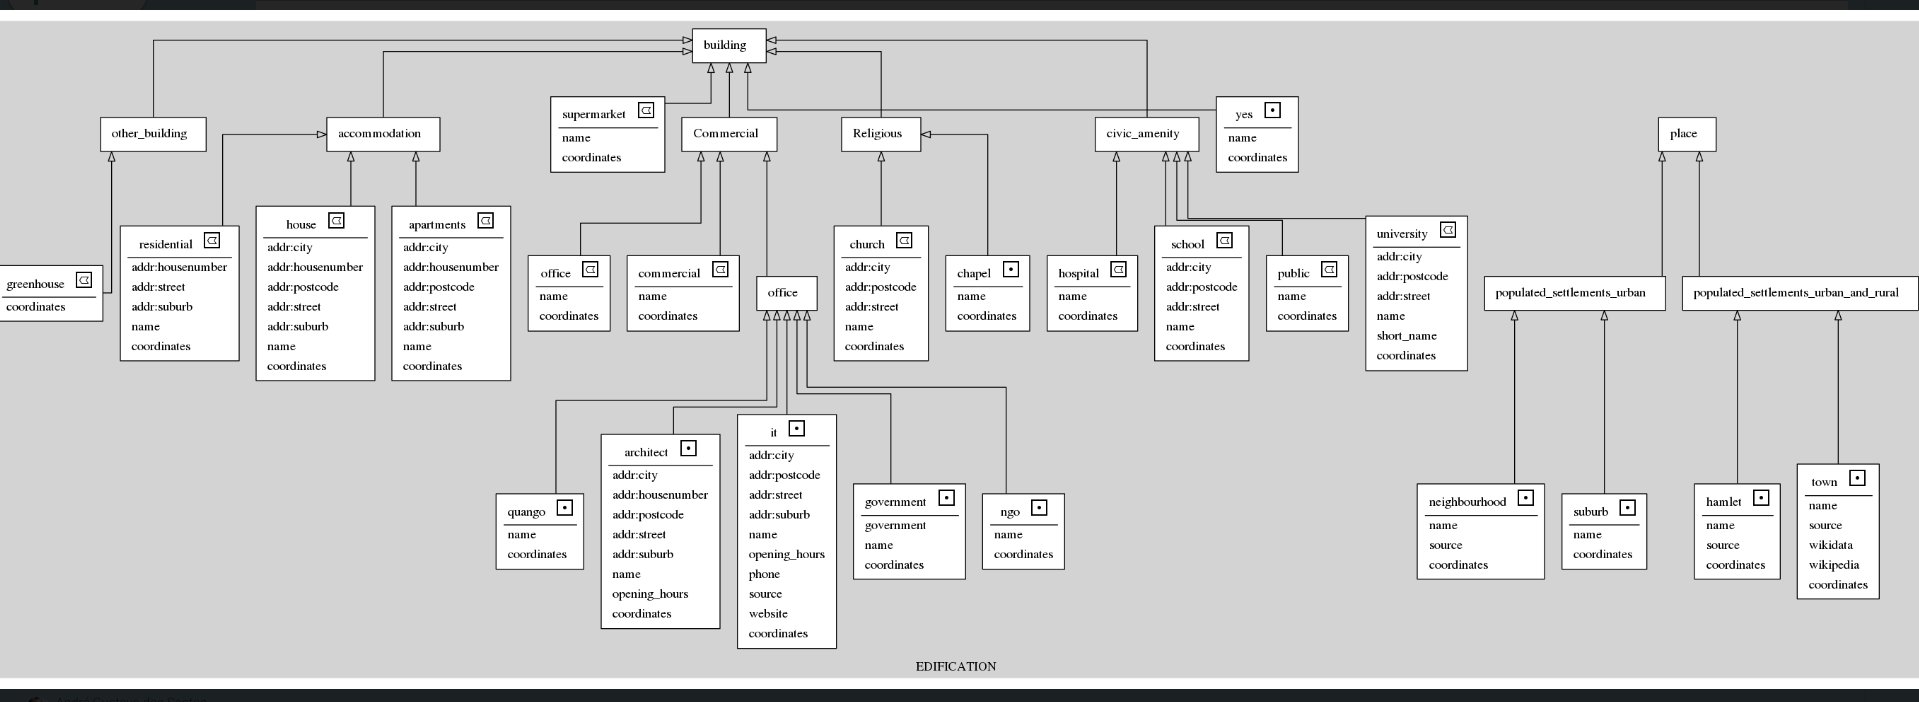 building
supermarket
name
coordinates
yes
name
coordinates
other_building
accommodation
Commercial
Religious
civic_amenity
place
greenhouse
coordinates
residential
addr:housenumber
addr:street
addr:suburb
name
coordinates
house
addr:city
addr:housenumber
addr:postcode
addr:street
addr:suburb
name
coordinates
apartments
addr:city
addr:housenumber
addr:postcode
addr:street
addr:suburb
name
coordinates
office
name
coordinates
commercial
name
coordinates
office
church
addr:city
addr:postcode
addr:street
name
coordinates
chapel
name
coordinates
hospital
name
coordinates
school
addr:city
addr:postcode
addr:street
name
coordinates
public
name
coordinates
university
addr:city
addr:postcode
addr:street
name
short_name
coordinates
populated_settlements_urban
populated_settlements_urban_and_rural
quango
name
coordinates
architect
addr:city
addr:housenumber
addr:postcode
addr:street
addr:suburb
name
opening_hours
coordinates
it
addr:city
addr:postcode
addr:street
addr:suburb
name
opening_hours
phone
source
website
coordinates
government
government
name
coordinates
ngo
name
coordinates
neighbourhood
name
source
coordinates
suburb
name
coordinates
hamlet
name
source
coordinates
town
name
source
wikidata
wikipedia
coordinates
EDIFICATION